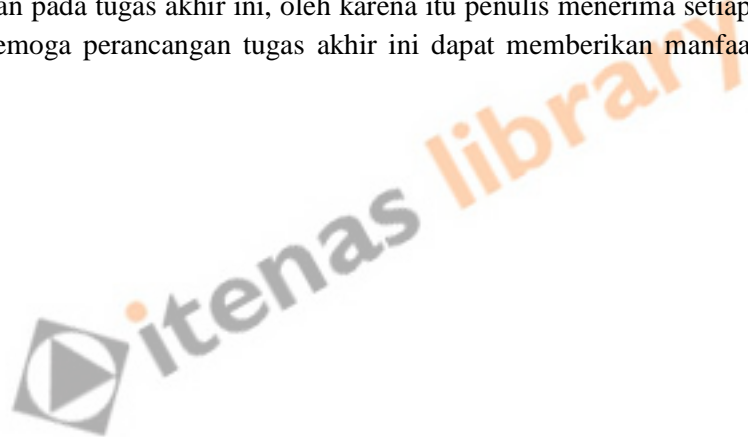 an pada tugas akhir ini, oleh karena itu penulis menerima setiap
emoga perancangan tugas akhir ini dapat memberikan manfaa
itenas library